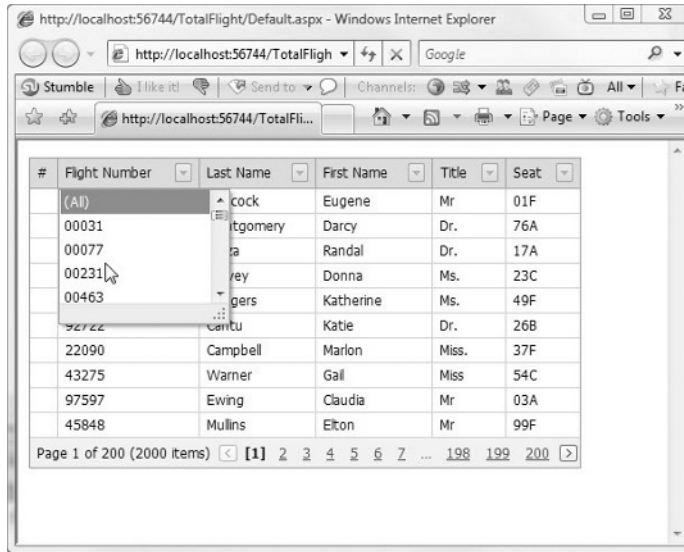 http://localhost:56744/TotalFlight/Default.aspx - Windows Internet Explorer
http://localhost:56744/TotalFligh Google
Stumble I like it! Send to Channels: All
http://localhost:56744/TotalFli... Page Tools »
# Flight Number Last Name First Name Title Seat
(All) cock Eugene Mr 01F
00031 tgomery Darcy Dr. 76A
00077 Randal Dr. 17A
00231 vey Donna Ms. 23C
00463 gers Katherine Ms. 49F
92722 Cantu Katie Dr. 26B
22090 Campbell Marlon Miss. 37F
43275 Warner Gail Miss 54C
97597 Ewing Claudia Mr 03A
45848 Mullins Elton Mr 99F
Page 1 of 200 (2000 items) [1] 2 3 4 5 6 7 ... 198 199 200